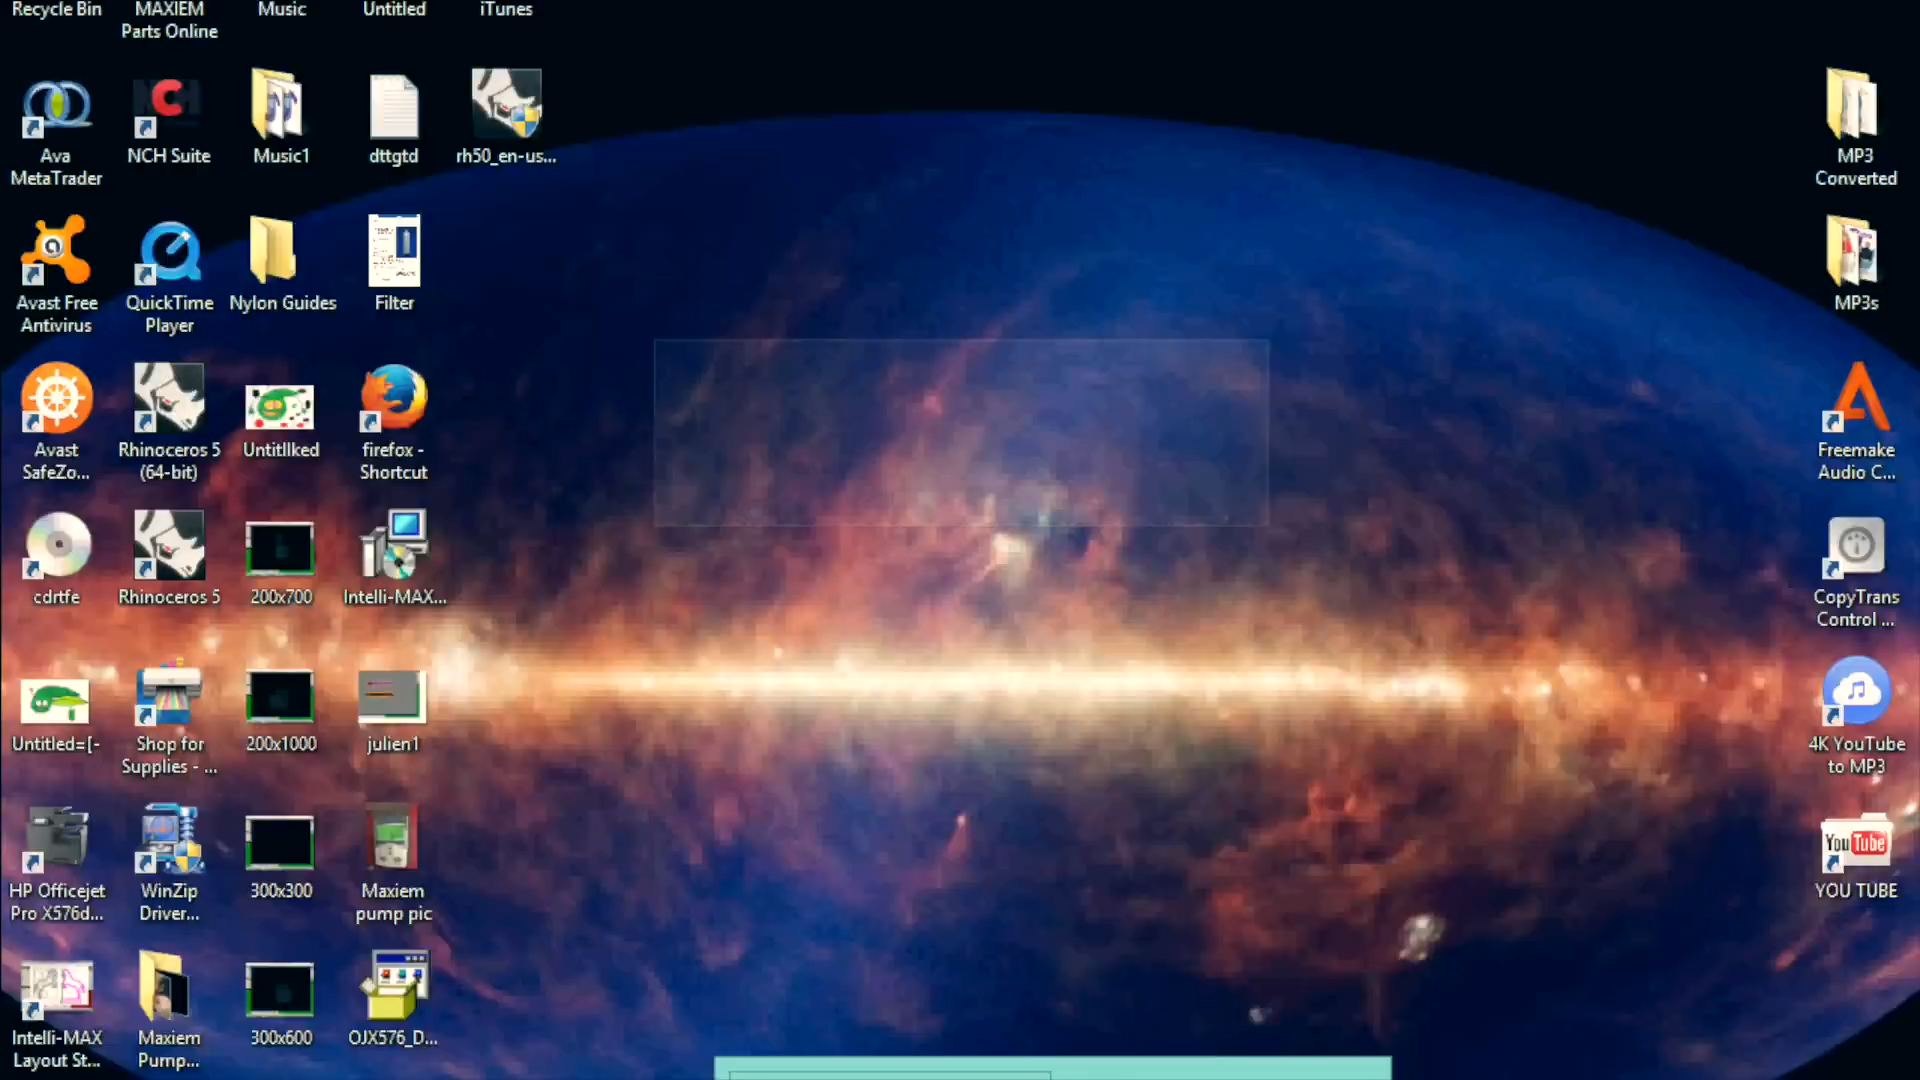 Recycle Bin
MAXIEM
Parts Online
Music
Untitled
iTunes
Ava
MetaTrader
NCH
NCH Suite
Music1
dttgtd
rh50_en-us...
MP3
Converted
Avast Free
Antivirus
QuickTime
Player
Nylon Guides
Filter
MP3s
Avast
SafeZo...
Rhinoceros 5
(64-bit)
Untitllked
firefox -
Shortcut
Freemake
Audio C...
cdrtfe
Rhinoceros 5
200x700
Intelli-MAX...
CopyTrans
Control ...
Untitled=[-
Shop for
Supplies - ...
200x1000
julien1
4K YouTube
to MP3
HP Officejet
Pro X576d...
WinZip
Driver...
300x300
Maxiem
pump pic
You Tube
YOU TUBE
Intelli-MAX
Layout St...
Maxiem
Pump...
300x600
OJX576_D...